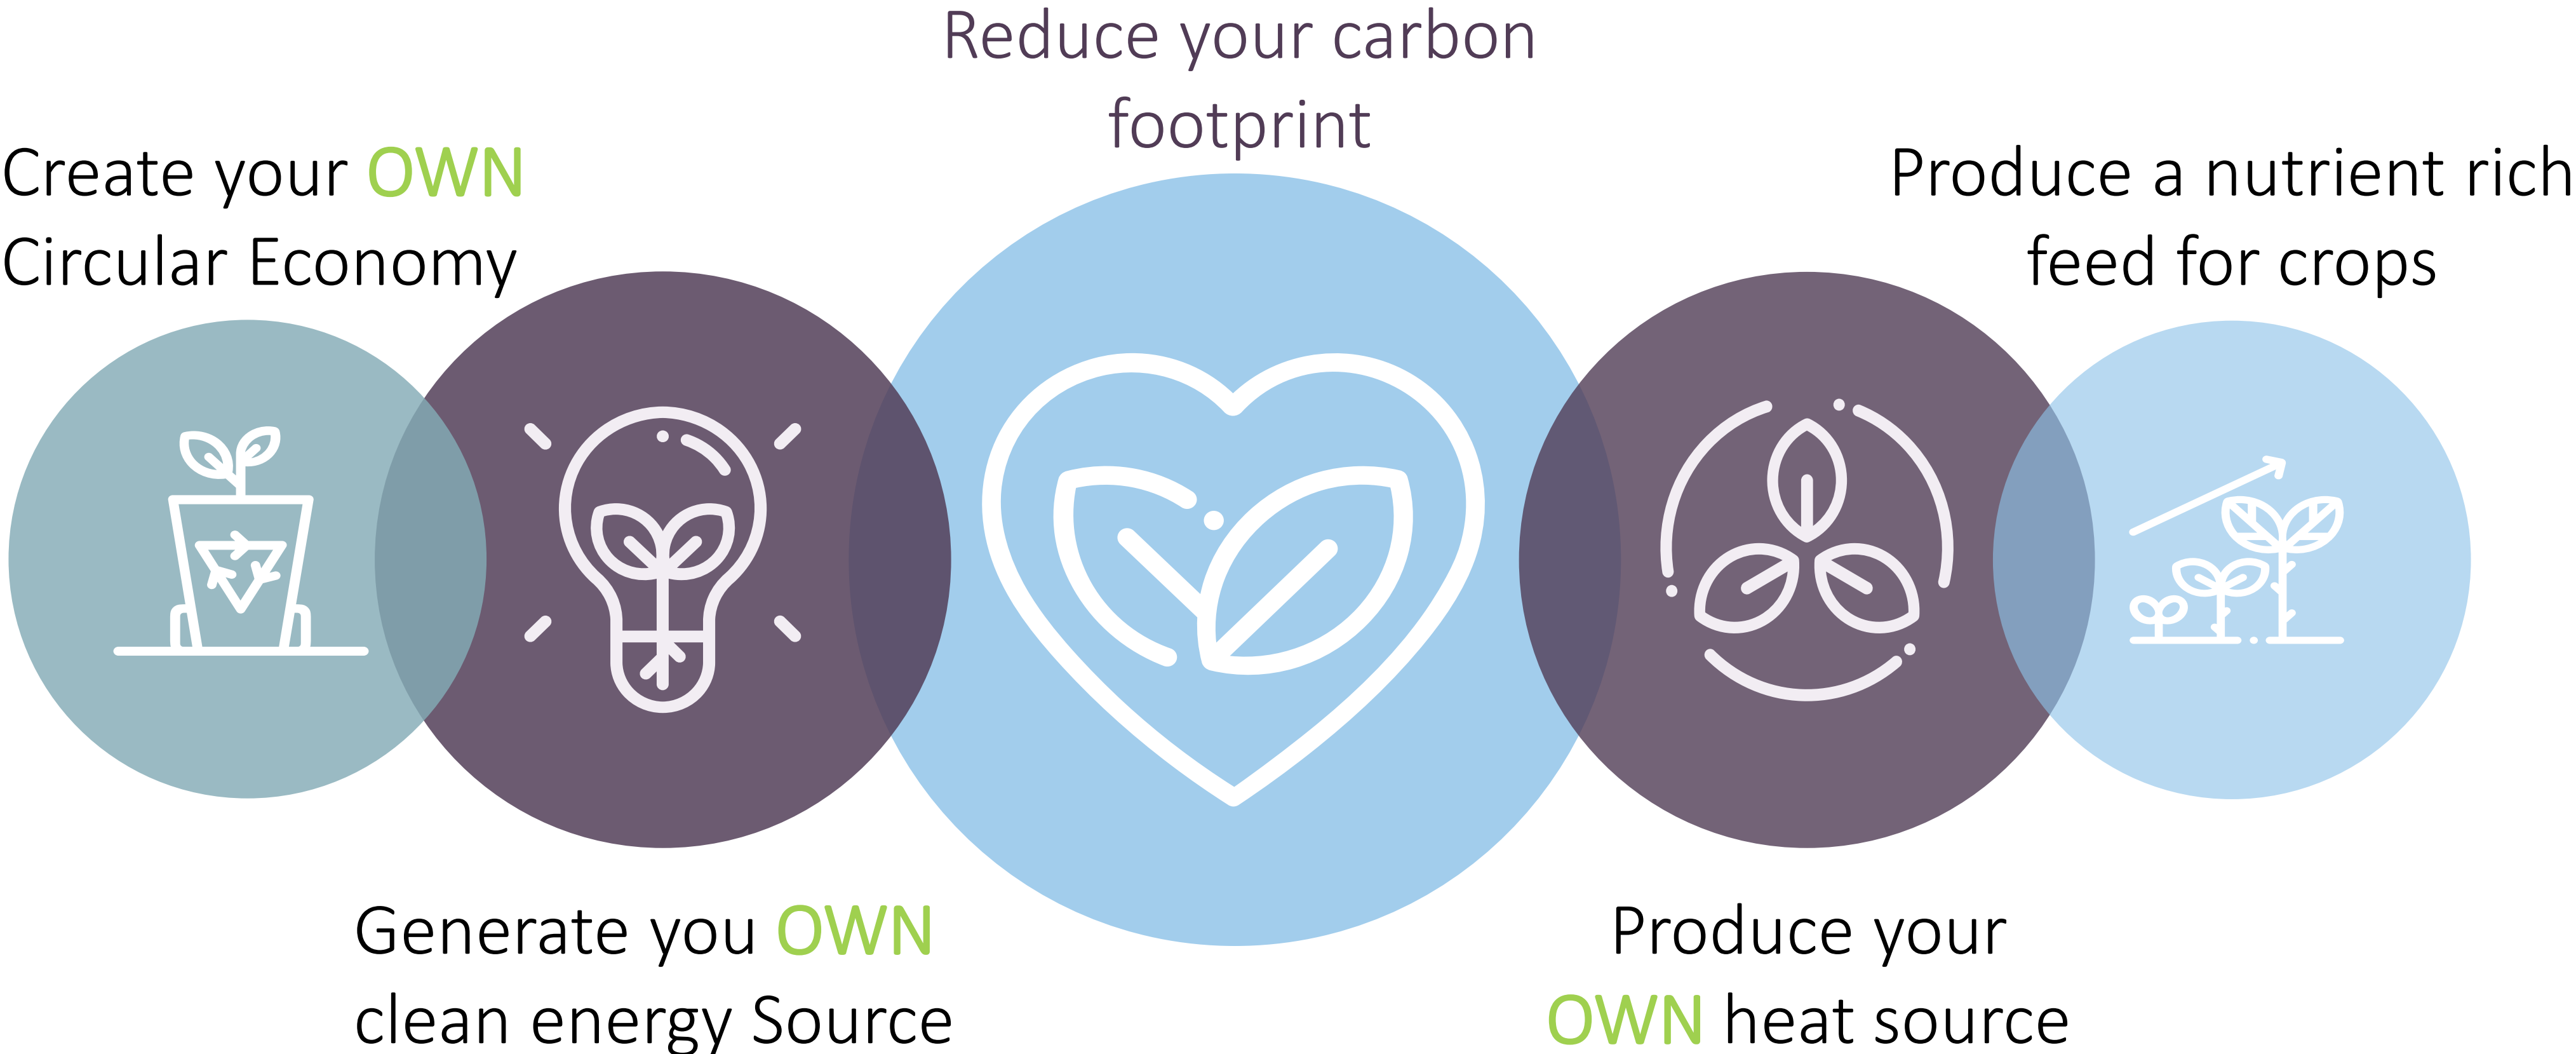 Create your OWN
Circular Economy
Generate you OWN
clean energy Source
Reduce your carbon
footprint
Produce your
OWN heat source
Produce a nutrient rich
feed for crops